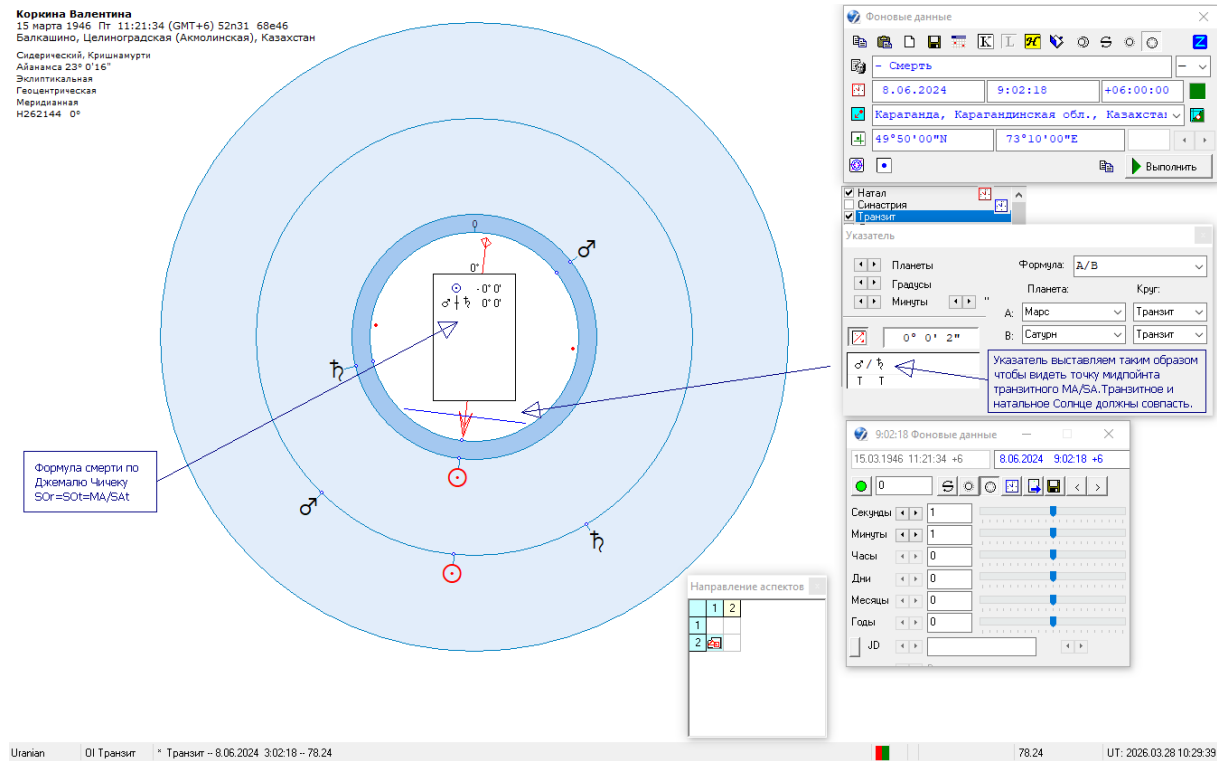 Коркина Валентина
15 марта 1946 Пт 11:21:34 (GMT+6) 52n31 68e46
Балкашино, Целиноградская (Акмолинская), Казахстан
Сидерический, Кришнамурти
Айанамса 23° 0'16"
Эклиптикальная
Геоцентрическая
Меридианная
H262144 0°
0
0°
- 0° 0'
0° 0'
Формула смерти по
Джемалю Чичеку
SOr=SOt=MA/SAt
Фоновые данные
K L Z
- Смерть
8.06.2024 9:02:18 +06:00:00
Караганда, Карагандинская обл., Казахста
49°50'00"N 73°10'00"E
Выполнить
Натал
Синастрия
Транзит
Указатель
Планеты
Градусы
Минуты "
Формула: A/B
Планета: Круг:
A: Марс Транзит
B: Сатурн Транзит
0° 0' 2"
♂/♄
T T
Указатель выставляем таким образом
чтобы видеть точку мидпойнта
транзитного MA/SA.Транзитное и
натальное Солнце должны совпасть.
9:02:18 Фоновые данные
15.03.1946 11:21:34 +6 8.06.2024 9:02:18 +6
0
Секунды 1
Минуты 1
Часы 0
Дни 0
Месяцы 0
Годы 0
JD
Направление аспектов
1 2
1
2
Uranian OI Транзит * Транзит -- 8.06.2024 3:02:18 -- 78.24 78.24 UT: 2026.03.28 10:29:39